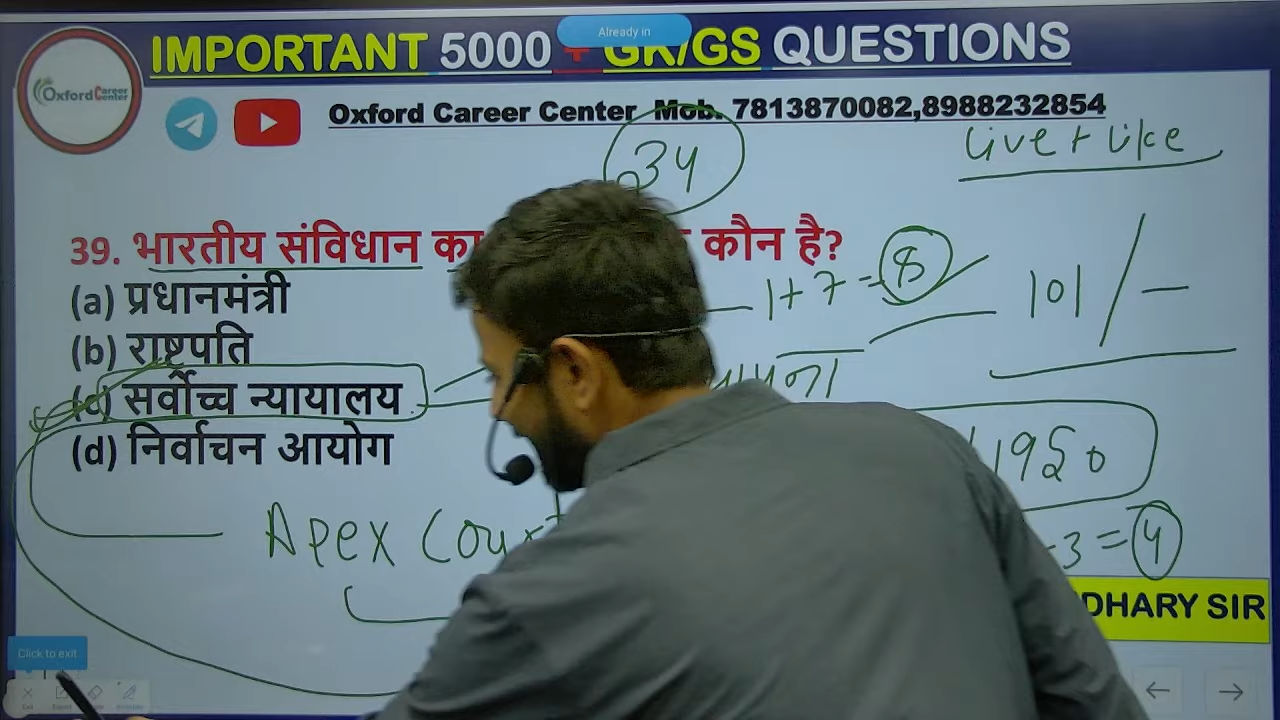 Already in
IMPORTANT 5000 + GK/GS QUESTIONS
Oxford Career Center
Oxford Career Center Mob. 7813870082,8988232854
Live + like
34
39. भारतीय संविधान का कौन है?
(a) प्रधानमंत्री
1+7=8
101/-
(b) राष्ट्रपति
(c) सर्वोच्च न्यायालय
(d) निर्वाचन आयोग
1950
Apex Court
3=4
DHARY SIR
Click to exit
Exit